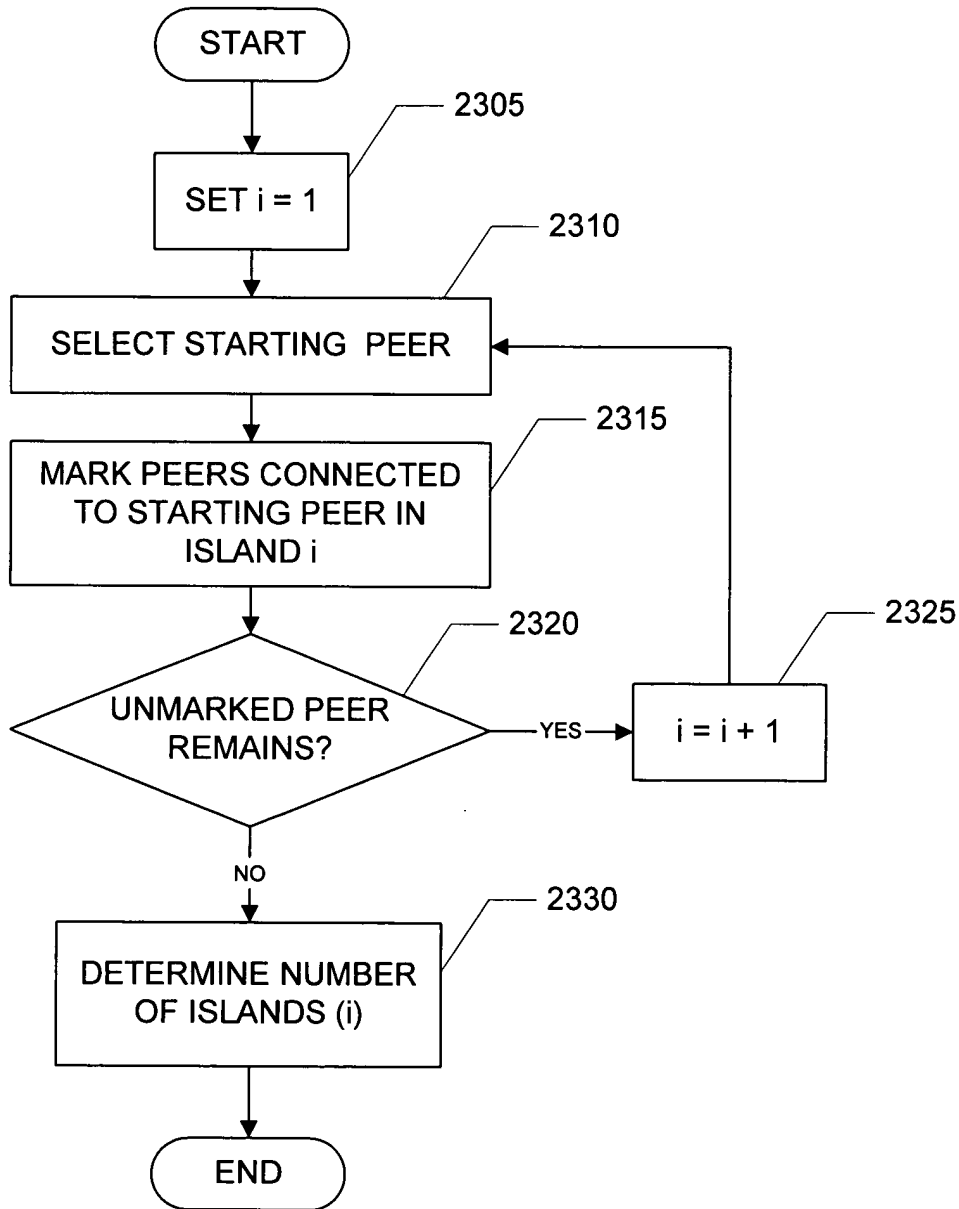 START
2305
SET i = 1
2310
SELECT STARTING PEER
2315
MARK PEERS CONNECTED
TO STARTING PEER IN
ISLAND i
2320
UNMARKED PEER
REMAINS?
YES
2325
i = i + 1
NO
2330
DETERMINE NUMBER
OF ISLANDS (i)
END